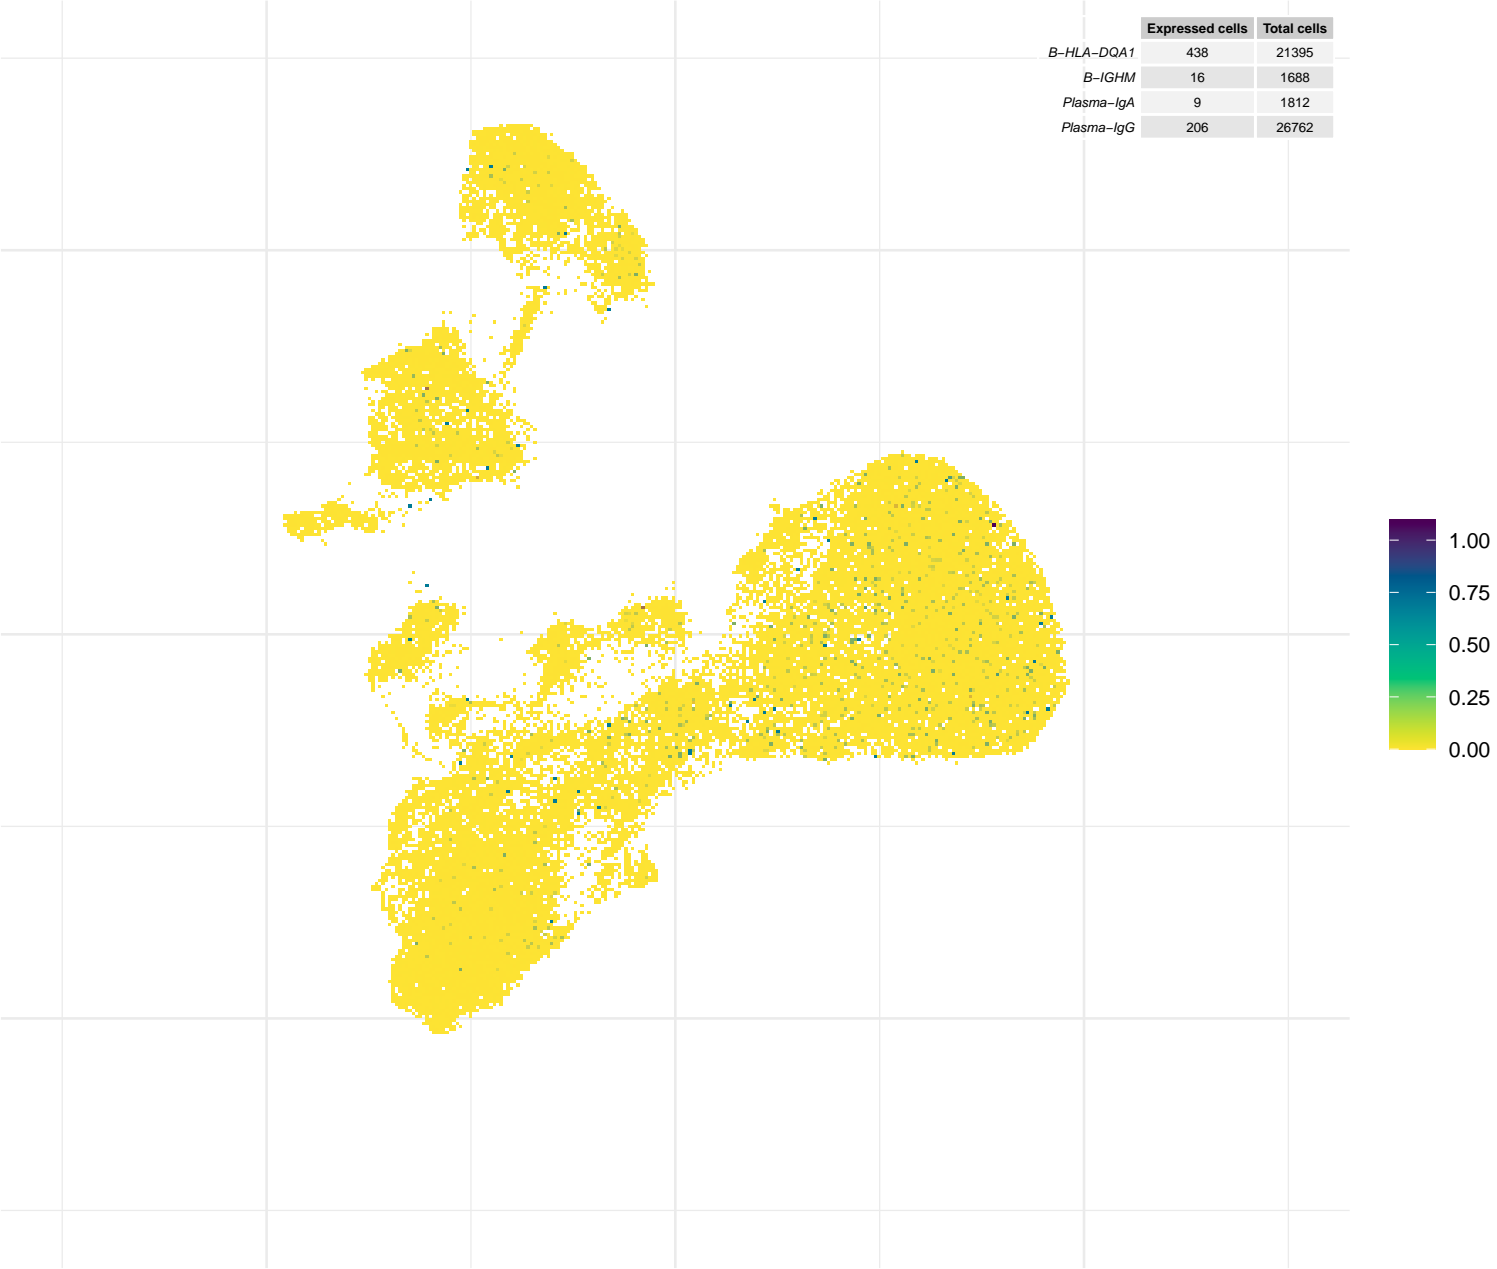 Expressed cells Total cells
B−HLA−DQA1 438 21395
B−IGHM 16 1688
Plasma−IgA 9 1812
Plasma−IgG 206 26762
1.00
0.75
0.50
0.25
0.00